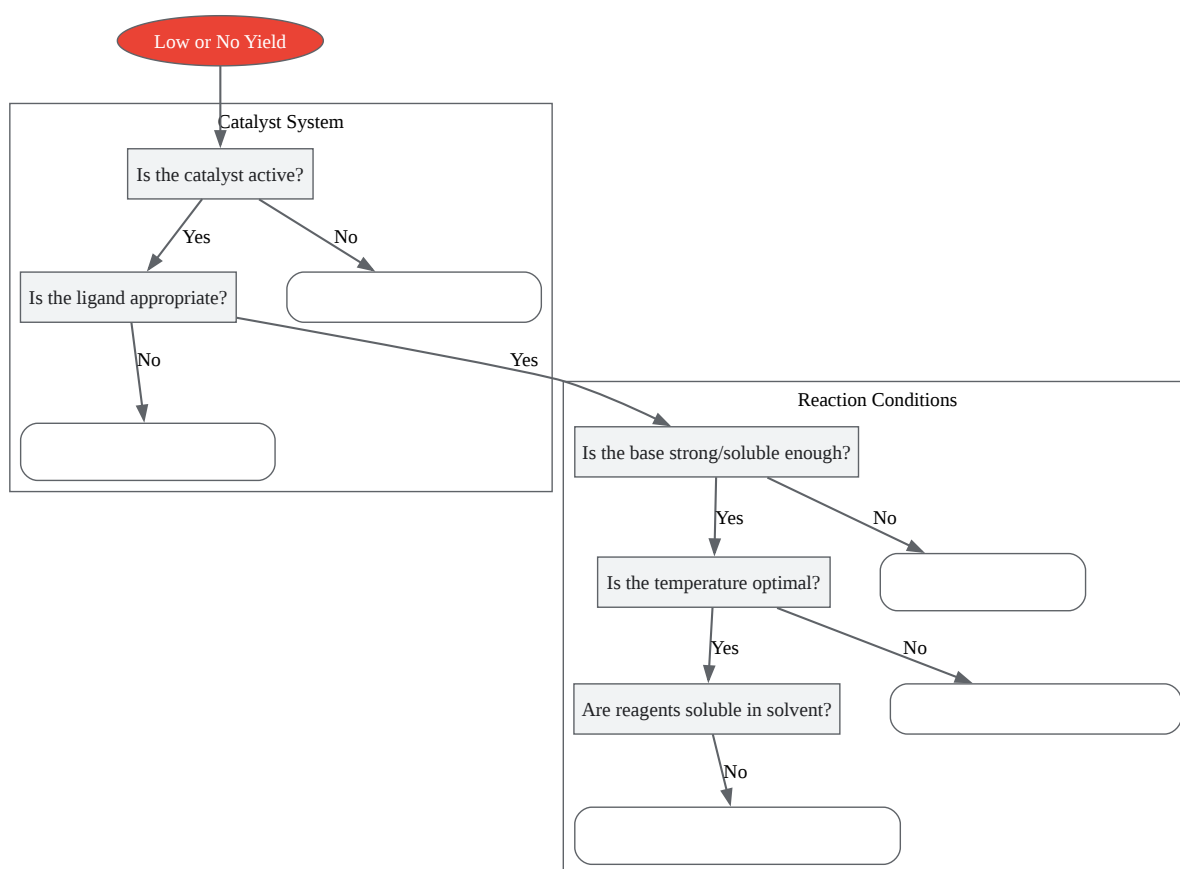 Low or No Yield
Catalyst System
Is the catalyst active?
Yes
No
Is the ligand appropriate?
No
Yes
Reaction Conditions
Is the base strong/soluble enough?
Yes
No
Is the temperature optimal?
Yes
No
Are reagents soluble in solvent?
No